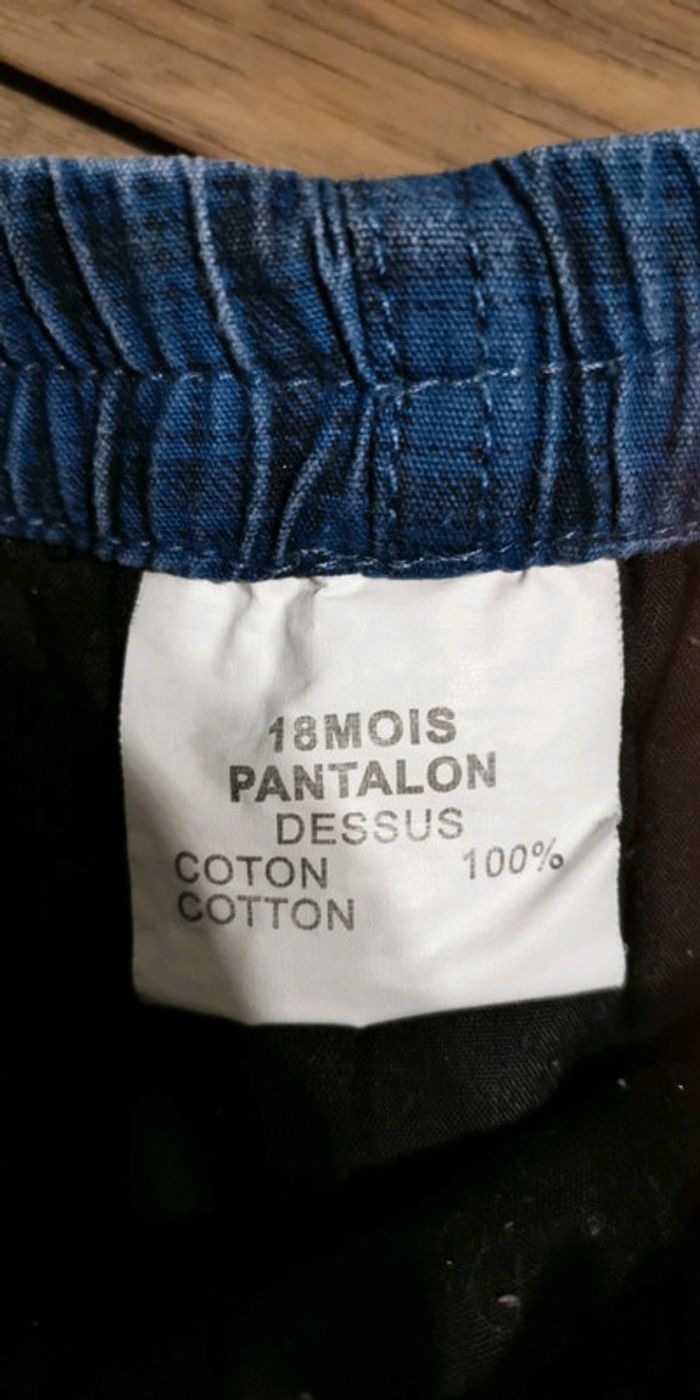 18MOIS
PANTALON
DESSUS
COTON 100%
COTTON